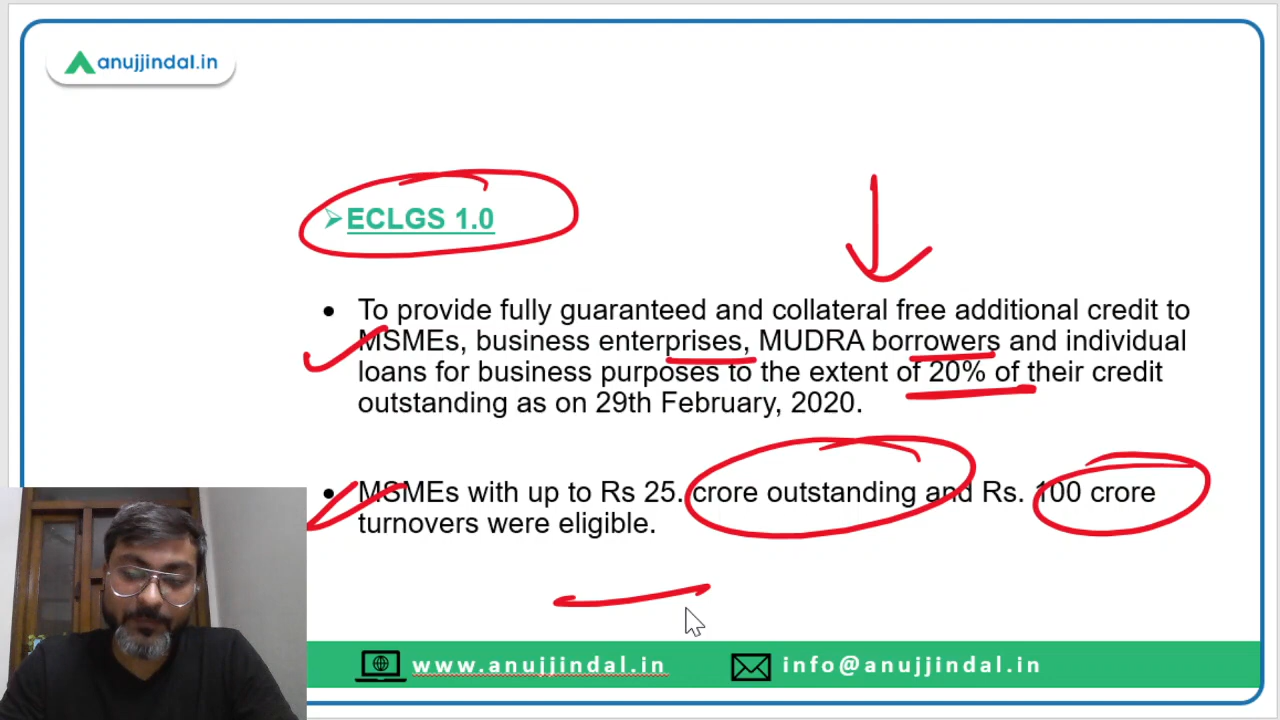 anujjindal.in
ECLGS 1.0
To provide fully guaranteed and collateral free additional credit to
MSMEs, business enterprises, MUDRA borrowers and individual
loans for business purposes to the extent of 20% of their credit
outstanding as on 29th February, 2020.
MSMEs with up to Rs 25. crore outstanding and Rs. 100 crore
turnovers were eligible.
www.anujjindal.in
info@anujjindal.in